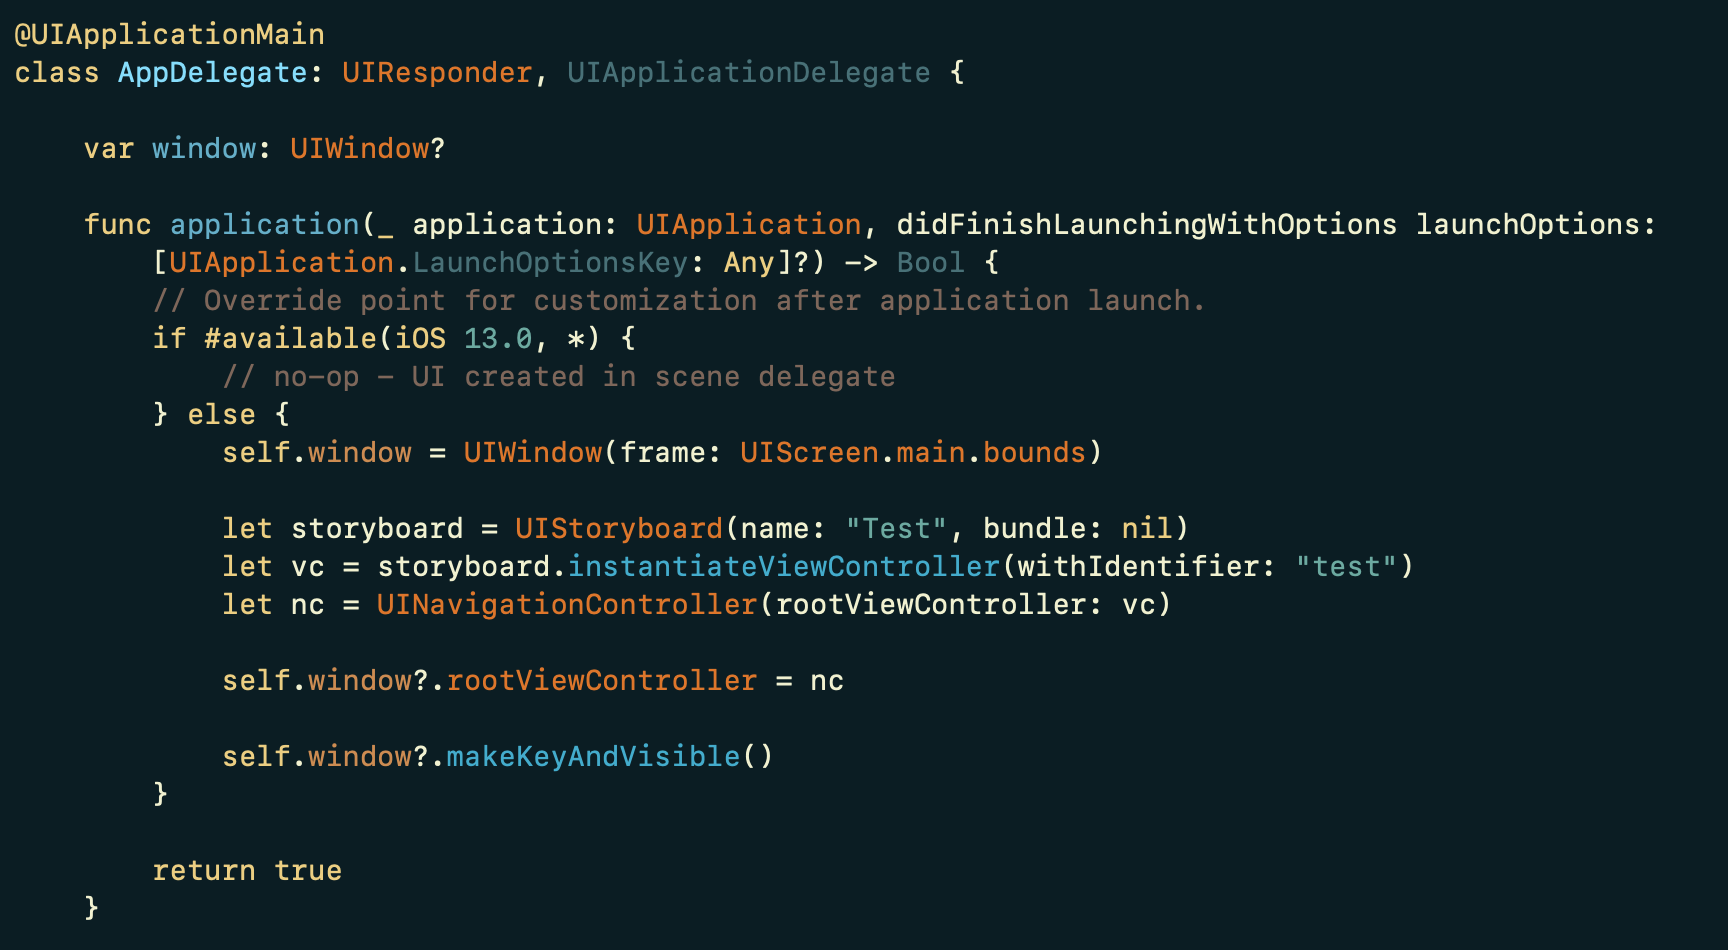 @UIApplicationMain
class AppDelegate: UIResponder, UIApplicationDelegate {
var window: UIWindow?
func application(_ application: UIApplication, didFinishLaunchingWithOptions launchOptions:
[UIApplication.LaunchOptionsKey: Any]?) -> Bool {
// Override point for customization after application launch.
if #available(iOS 13.0, *) {
// no-op - UI created in scene delegate
} else {
self.window = UIWindow(frame: UIScreen.main.bounds)
let storyboard = UIStoryboard(name: "Test", bundle: nil)
let vc = storyboard.instantiateViewController(withIdentifier: "test")
let nc = UINavigationController(rootViewController: vc)
self.window?.rootViewController = nc
self.window?.makeKeyAndVisible()
}
return true
}